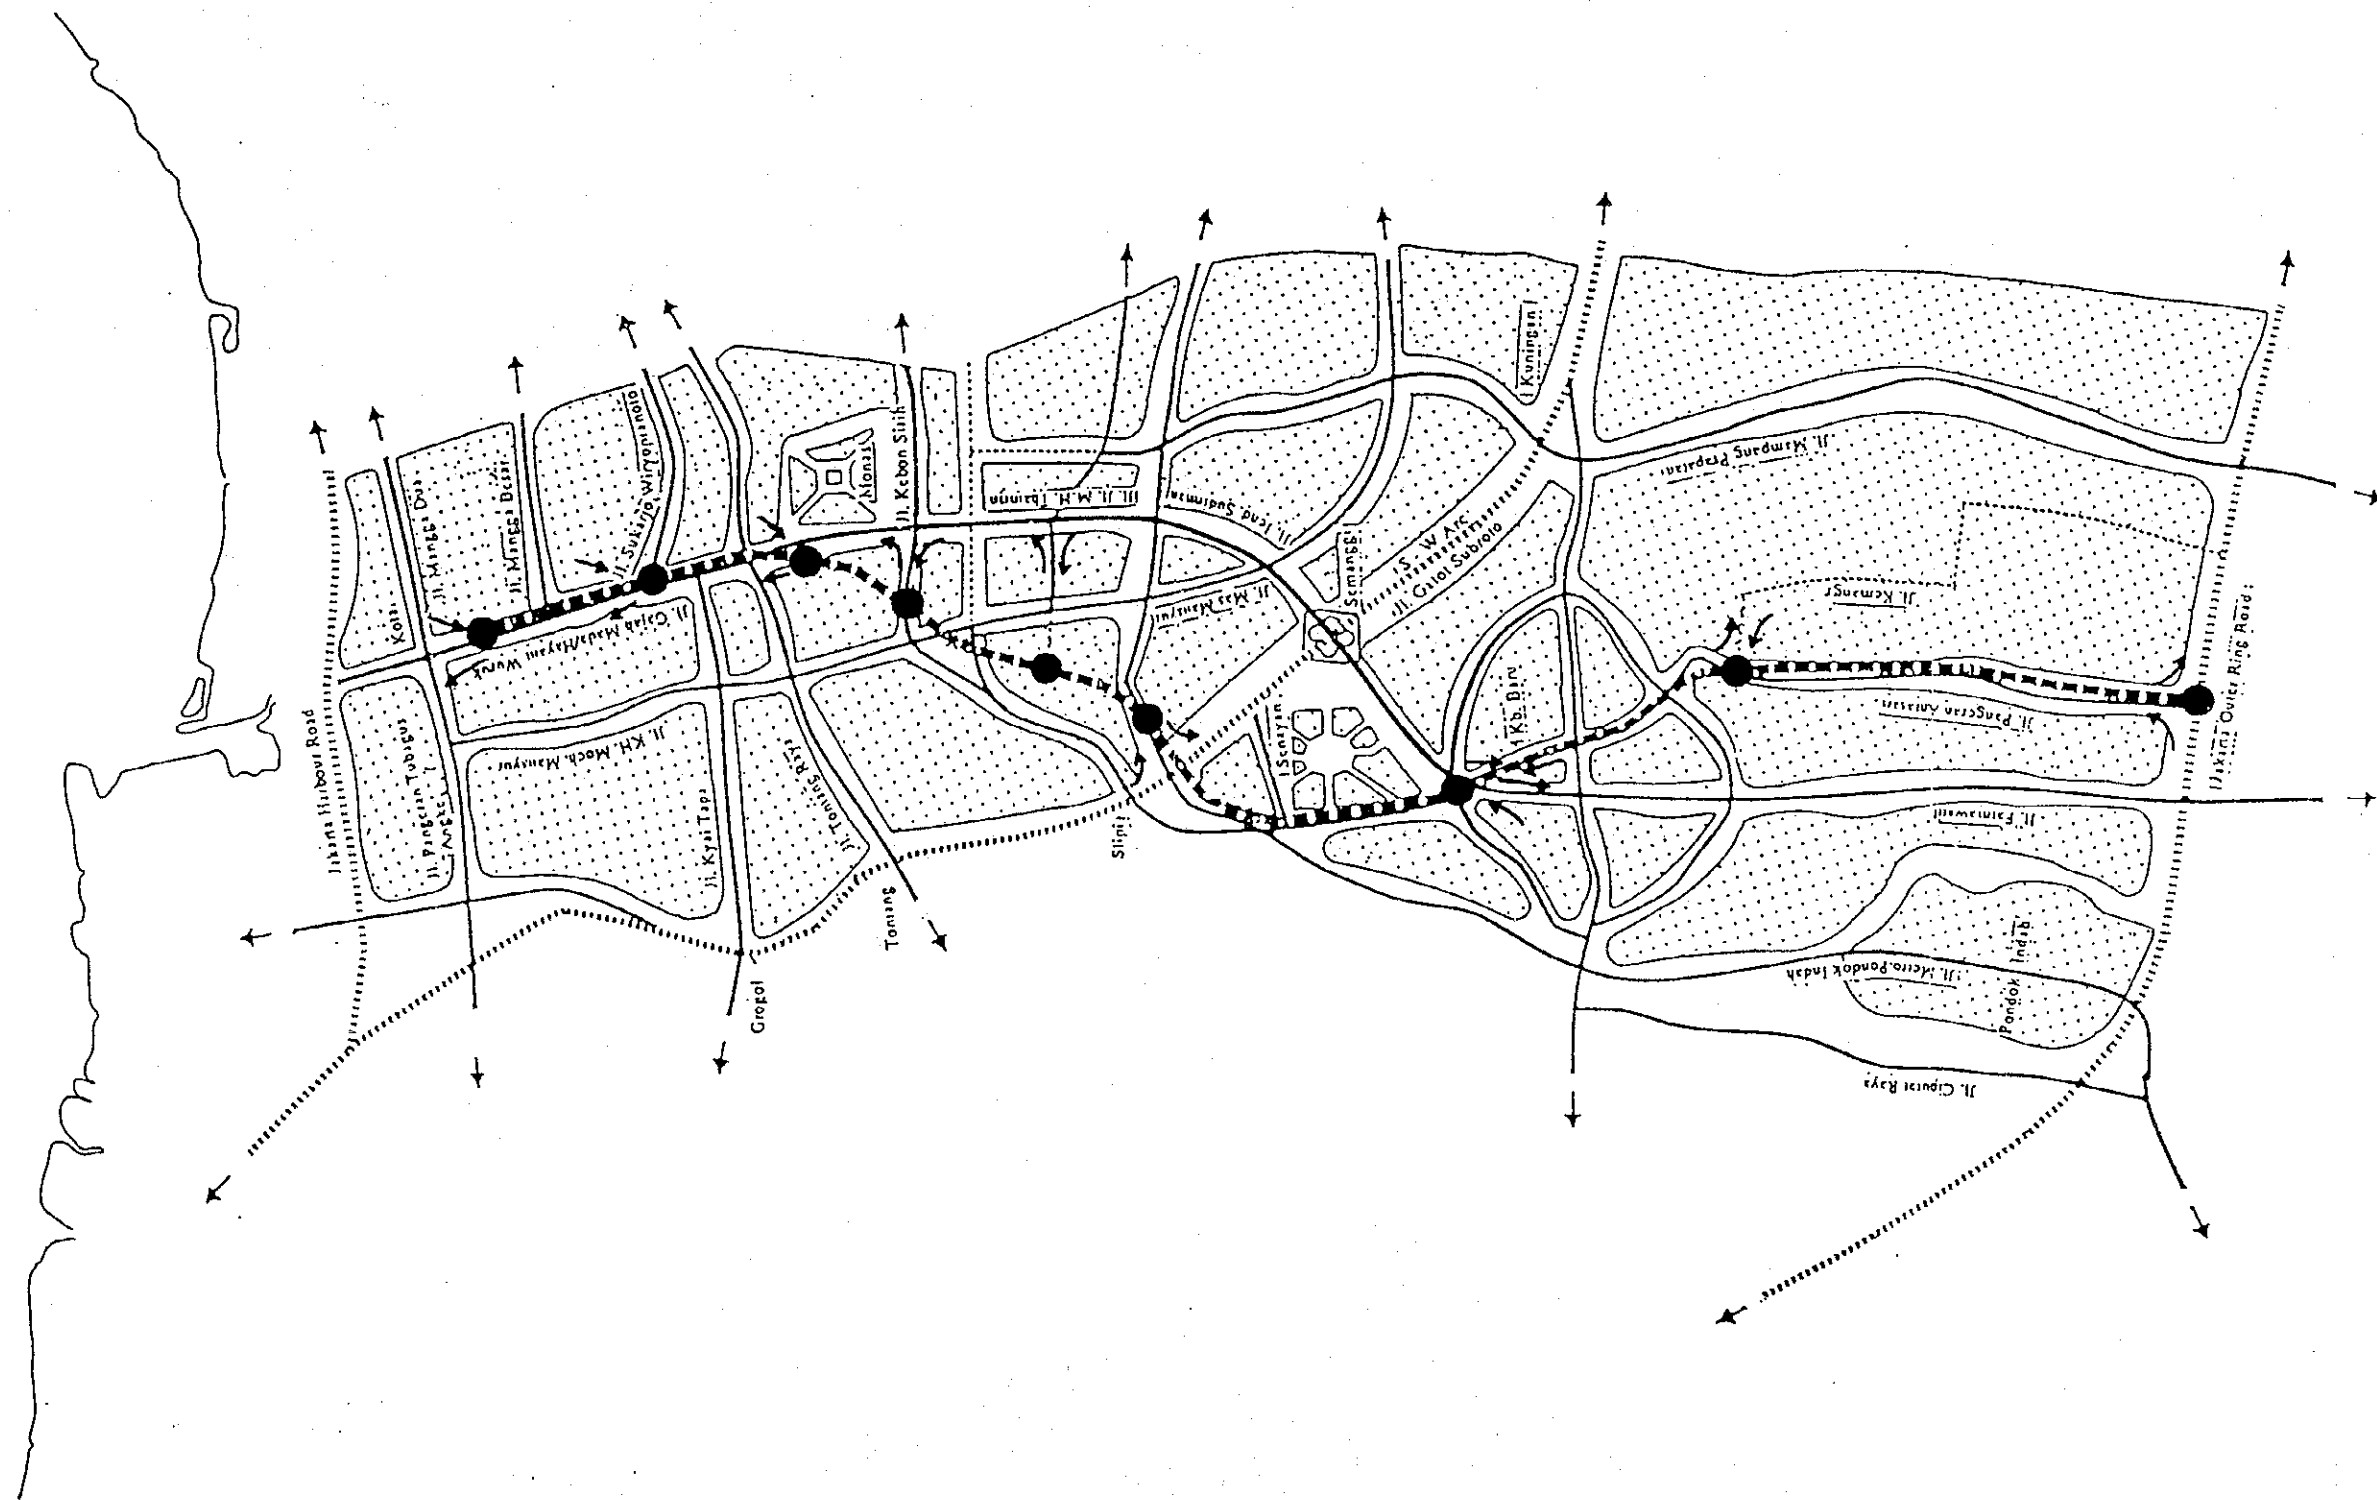 Jakarta Harbour Road
Kota
Jl. Mangga Dua
Jl. Mangga Besar
Jl. Sukarjo Wiryopranoto
Monas
Jl. Kebon Sirih
Jl. M. H. Thamrin
Jl. Jend. Sudirman
Kuningan
Jl. Mampang Prapatan
Jl. Gajah Mada/Hayam Wuruk
Jl. Pangeran Tubagus
Angke
Jl. K.H. Moch. Mansyur
Jl. Kyai Tapa
Jl. Tomang Raya
Grogol
Tomang
Slipi
Jl. Mas Mansyur
Semanggi
S. W. Arc.
Jl. Gatot Subroto
Senayan
Kb. Baru
Jl. Kemang
Jl. Pangeran Antasari
Jakarta Outer Ring Road
Jl. Fatmawati
Jl. Metro Pondok Indah
Pondok Indah
Jl. Ciputat Raya